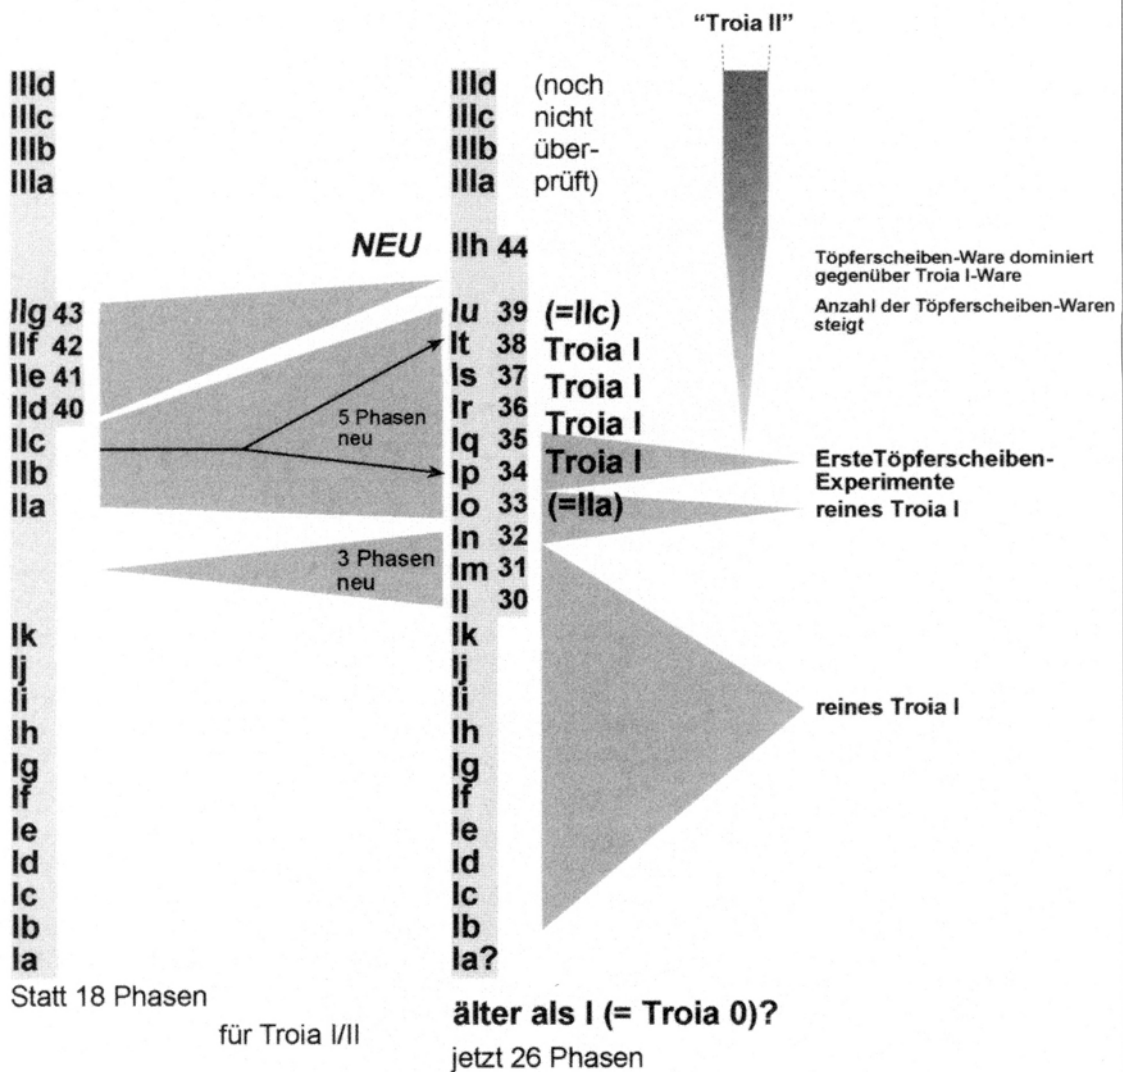 "Troia II"
IIId
IIIc
IIIb
IIIa
IIg 43
IIf 42
IIe 41
IId 40
IIc
IIb
IIa
Ik
Ij
Ii
Ih
Ig
If
Ie
Id
Ic
Ib
Ia
Statt 18 Phasen
für Troia I/II
5 Phasen
neu
3 Phasen
neu
IIId (noch
IIIc nicht
IIIb über-
IIIa prüft)
NEU IIh 44
Iu 39 (=IIc)
It 38 Troia I
Is 37 Troia I
Ir 36 Troia I
Iq 35 Troia I
Ip 34
Io 33 (=IIa)
In 32
Im 31
Il 30
Ik
Ij
Ii
Ih
Ig
If
Ie
Id
Ic
Ib
Ia?
älter als I (= Troia 0)?
jetzt 26 Phasen
Töpferscheiben-Ware dominiert
gegenüber Troia I-Ware
Anzahl der Töpferscheiben-Waren
steigt
ErsteTöpferscheiben-
Experimente
reines Troia I
reines Troia I